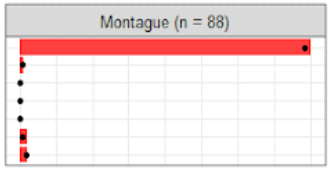 Montague (n = 88)